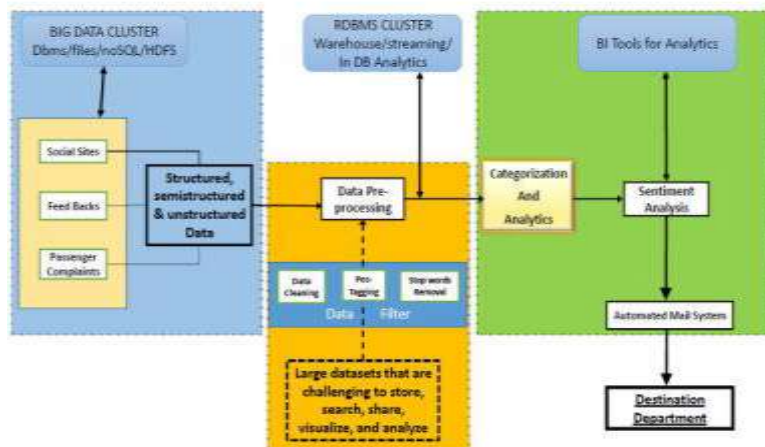 BIG DATA CLUSTER
Dbms/files/noSQL/HDFS
RDBMS CLUSTER
Warehouse/streaming/
In DB Analytics
BI Tools for Analytics
Social Sites
Feed Backs
Passenger
Complaints
Structured,
semistructured
& unstructured
Data
Data Pre-
processing
Categorization
And
Analytics
Sentiment
Analysis
Data
Cleaning
Pos-
Tagging
Stop words
Removal
Data Filter
Automated Mail System
Large datasets that are
challenging to store,
search, share,
visualize, and analyze
Destination
Department